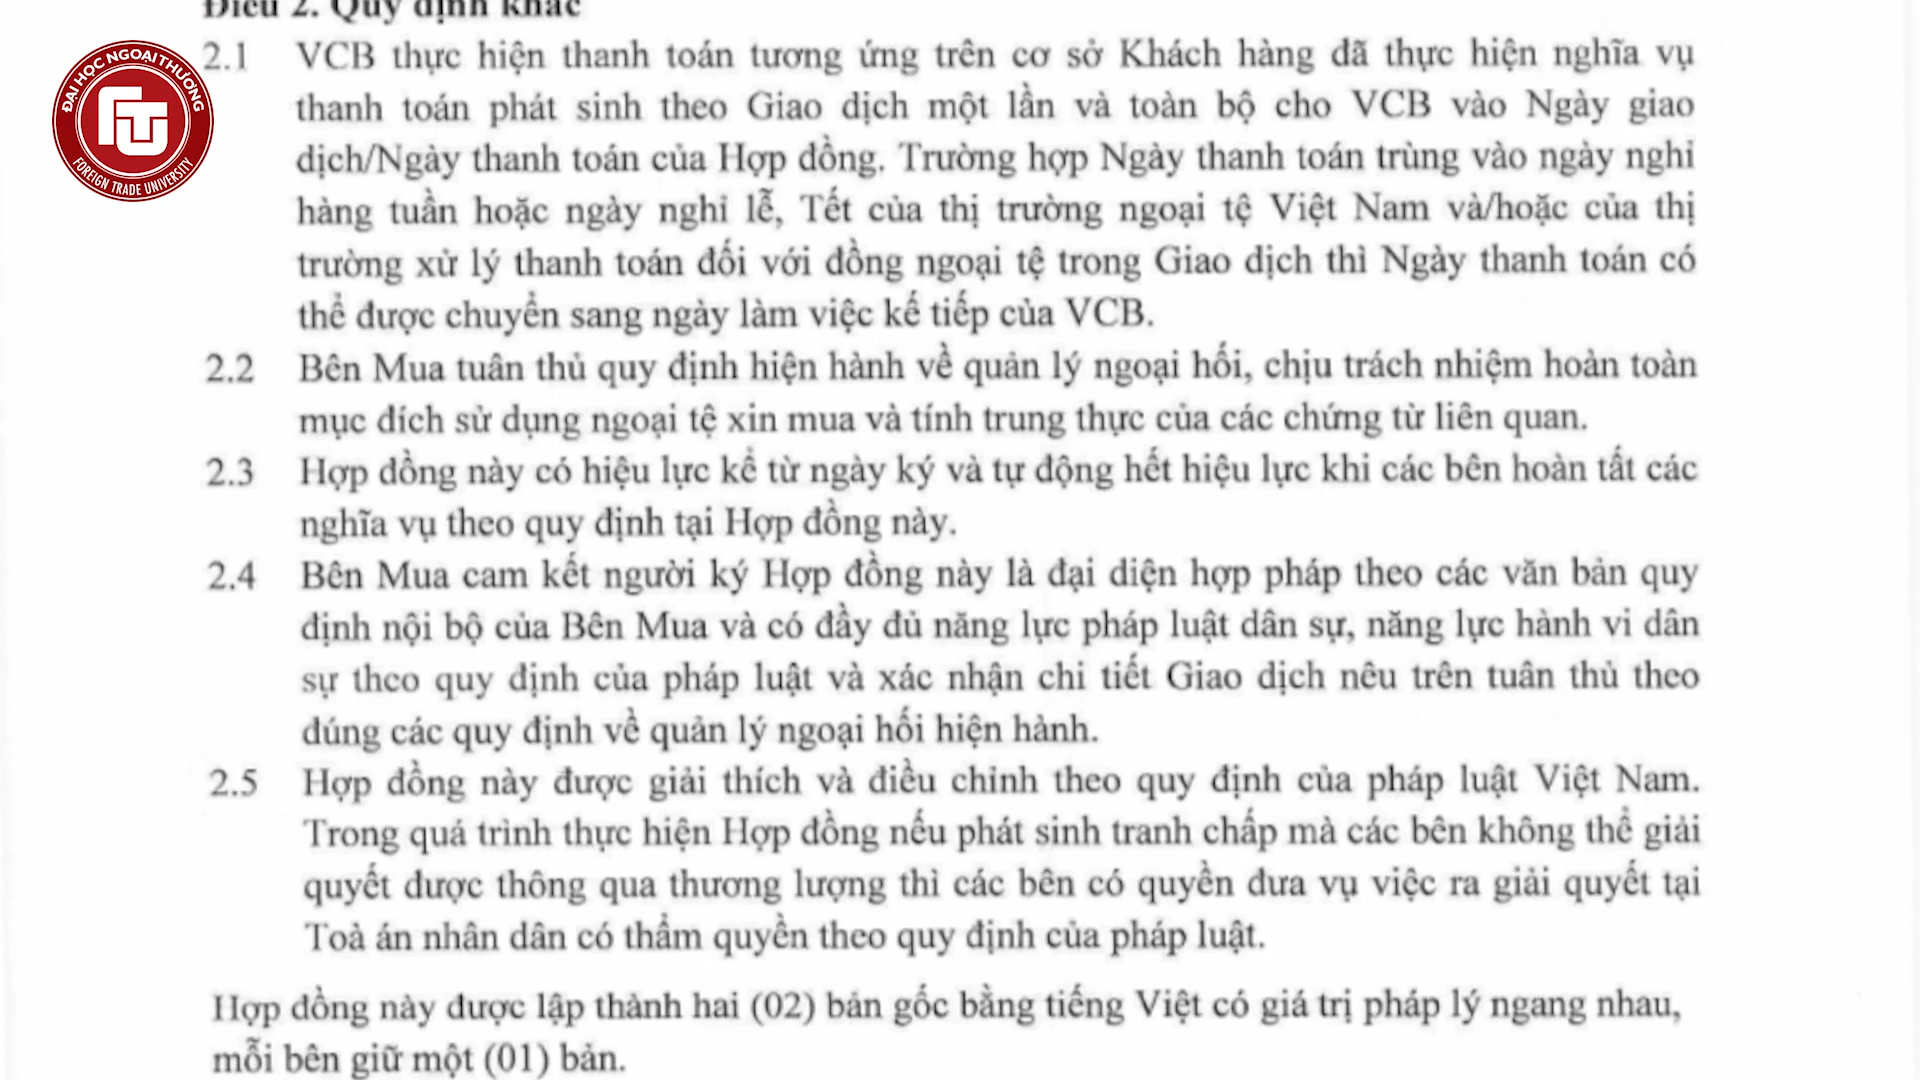 Điều 2. Quy định khác
ĐẠI HỌC NGOẠI THƯƠNG
FTU
FOREIGN TRADE UNIVERSITY
2.1 VCB thực hiện thanh toán tương ứng trên cơ sở Khách hàng đã thực hiện nghĩa vụ
thanh toán phát sinh theo Giao dịch một lần và toàn bộ cho VCB vào Ngày giao
dịch/Ngày thanh toán của Hợp đồng. Trường hợp Ngày thanh toán trùng vào ngày nghỉ
hàng tuần hoặc ngày nghỉ lễ, Tết của thị trường ngoại tệ Việt Nam và/hoặc của thị
trường xử lý thanh toán đối với đồng ngoại tệ trong Giao dịch thì Ngày thanh toán có
thể được chuyển sang ngày làm việc kế tiếp của VCB.
2.2 Bên Mua tuân thủ quy định hiện hành về quản lý ngoại hối, chịu trách nhiệm hoàn toàn
mục đích sử dụng ngoại tệ xin mua và tính trung thực của các chứng từ liên quan.
2.3 Hợp đồng này có hiệu lực kể từ ngày ký và tự động hết hiệu lực khi các bên hoàn tất các
nghĩa vụ theo quy định tại Hợp đồng này.
2.4 Bên Mua cam kết người ký Hợp đồng này là đại diện hợp pháp theo các văn bản quy
định nội bộ của Bên Mua và có đầy đủ năng lực pháp luật dân sự, năng lực hành vi dân
sự theo quy định của pháp luật và xác nhận chi tiết Giao dịch nêu trên tuân thủ theo
đúng các quy định về quản lý ngoại hối hiện hành.
2.5 Hợp đồng này được giải thích và điều chỉnh theo quy định của pháp luật Việt Nam.
Trong quá trình thực hiện Hợp đồng nếu phát sinh tranh chấp mà các bên không thể giải
quyết được thông qua thương lượng thì các bên có quyền đưa vụ việc ra giải quyết tại
Toà án nhân dân có thẩm quyền theo quy định của pháp luật.
Hợp đồng này được lập thành hai (02) bản gốc bằng tiếng Việt có giá trị pháp lý ngang nhau,
mỗi bên giữ một (01) bản.